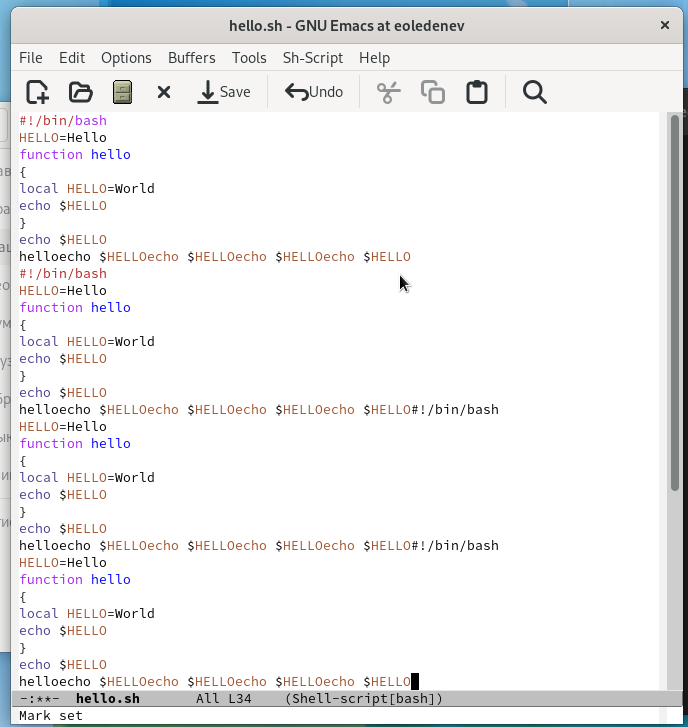 hello.sh - GNU Emacs at eoledenev
File Edit Options Buffers Tools Sh-Script Help
Save Undo
#!/bin/bash
HELLO=Hello
function hello
{
local HELLO=World
echo $HELLO
}
echo $HELLO
helloecho $HELLOecho $HELLOecho $HELLOecho $HELLO
#!/bin/bash
HELLO=Hello
function hello
{
local HELLO=World
echo $HELLO
}
echo $HELLO
helloecho $HELLOecho $HELLOecho $HELLOecho $HELLO#!/bin/bash
HELLO=Hello
function hello
{
local HELLO=World
echo $HELLO
}
echo $HELLO
helloecho $HELLOecho $HELLOecho $HELLOecho $HELLO#!/bin/bash
HELLO=Hello
function hello
{
local HELLO=World
echo $HELLO
}
echo $HELLO
helloecho $HELLOecho $HELLOecho $HELLOecho $HELLO
-:**- hello.sh All L34 (Shell-script[bash])
Mark set